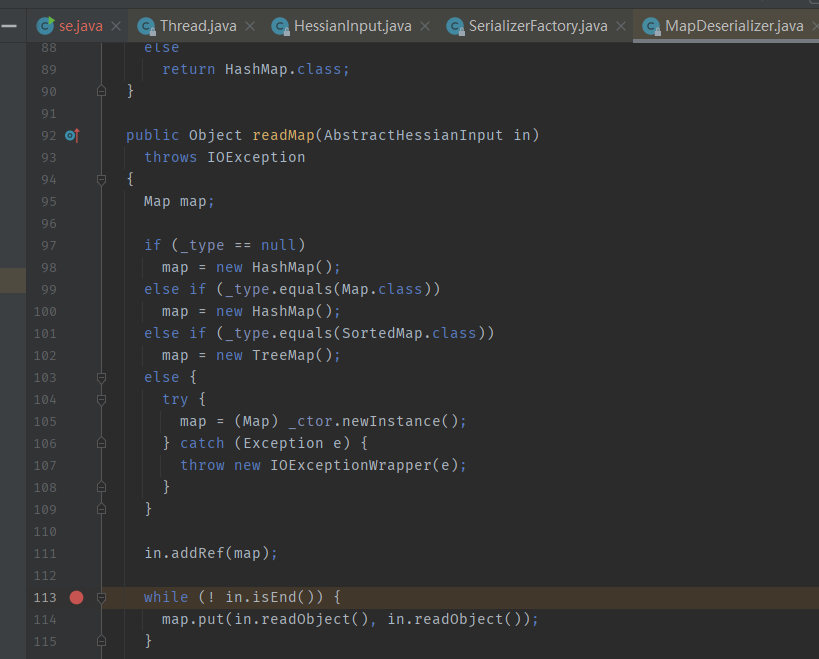 se.java Thread.java HessianInput.java SerializerFactory.java MapDeserializer.java
88 else
89 return HashMap.class;
90 }
91
92 public Object readMap(AbstractHessianInput in)
93 throws IOException
94 {
95 Map map;
96
97 if (_type == null)
98 map = new HashMap();
99 else if (_type.equals(Map.class))
100 map = new HashMap();
101 else if (_type.equals(SortedMap.class))
102 map = new TreeMap();
103 else {
104 try {
105 map = (Map) _ctor.newInstance();
106 } catch (Exception e) {
107 throw new IOExceptionWrapper(e);
108 }
109 }
110
111 in.addRef(map);
112
113 while (! in.isEnd()) {
114 map.put(in.readObject(), in.readObject());
115 }